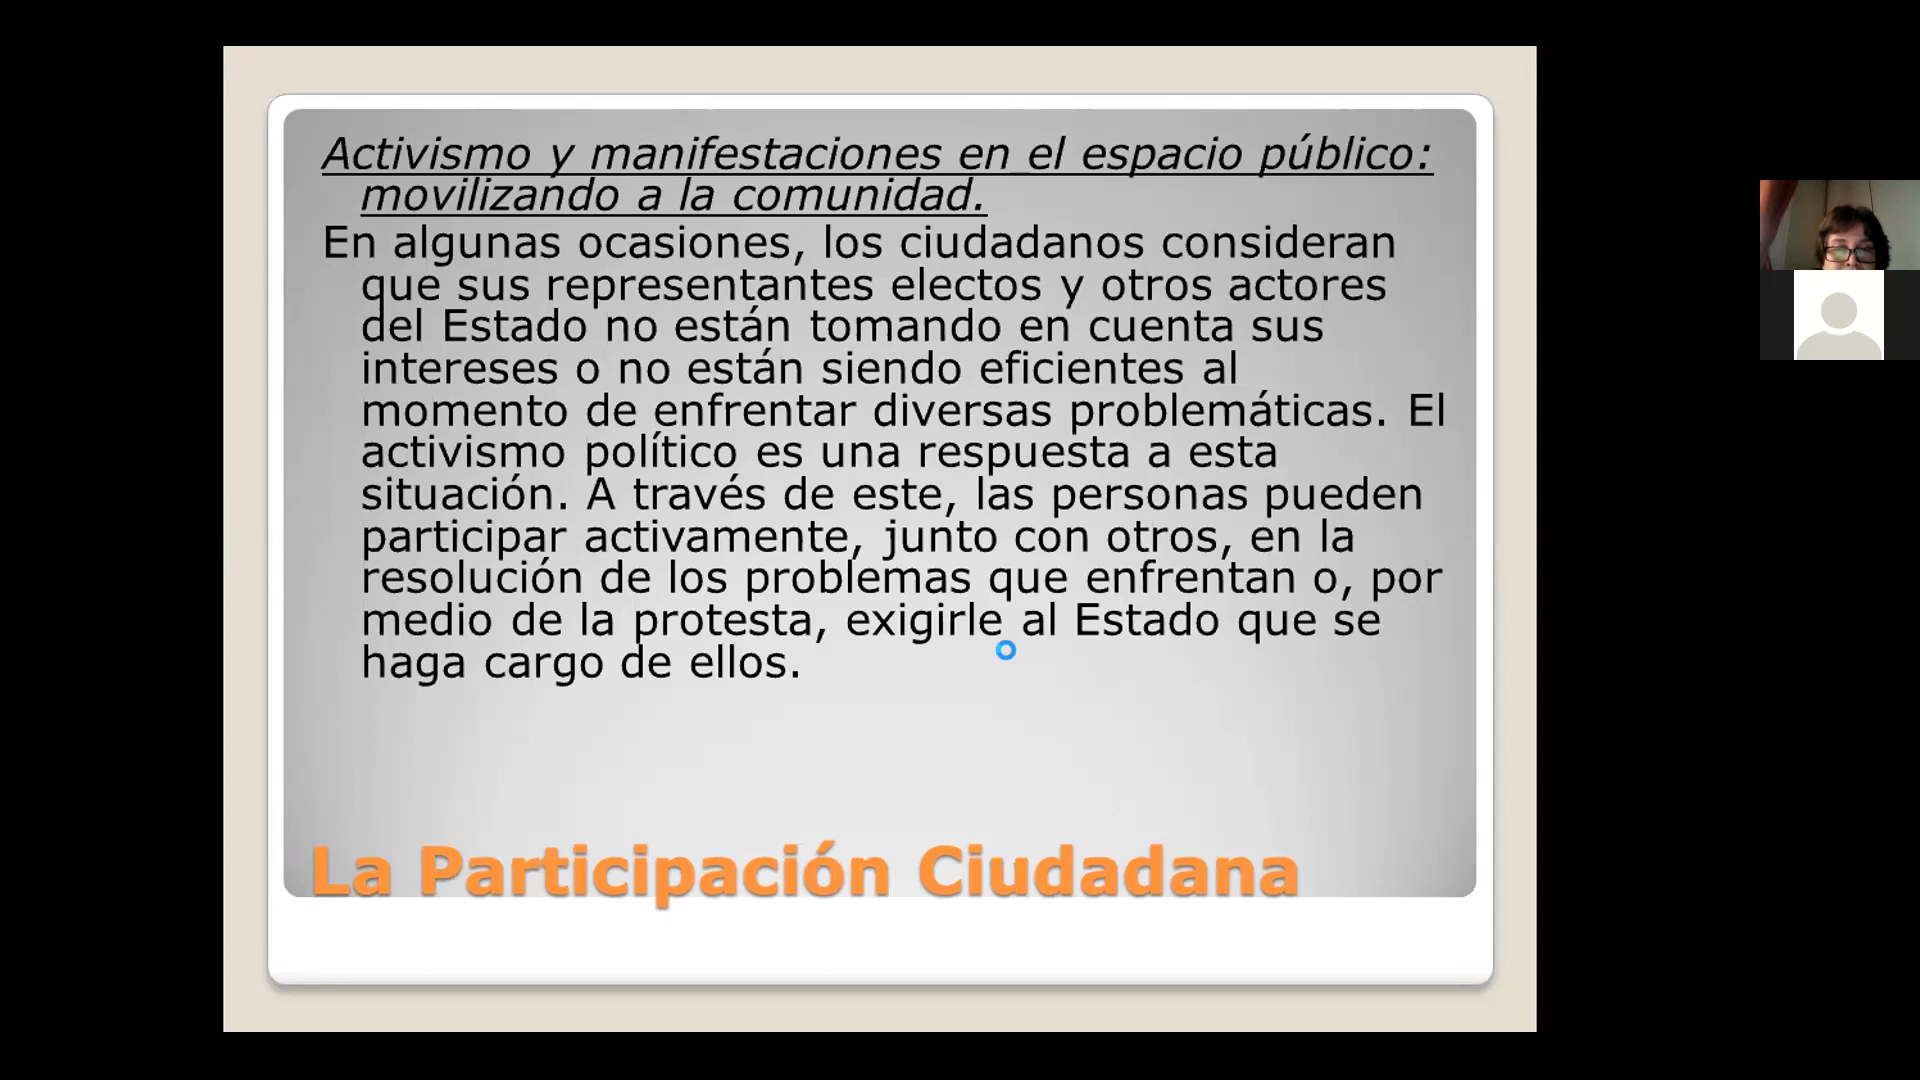 Activismo y manifestaciones en el espacio público:
movilizando a la comunidad.
En algunas ocasiones, los ciudadanos consideran
que sus representantes electos y otros actores
del Estado no están tomando en cuenta sus
intereses o no están siendo eficientes al
momento de enfrentar diversas problemáticas. El
activismo político es una respuesta a esta
situación. A través de este, las personas pueden
participar activamente, junto con otros, en la
resolución de los problemas que enfrentan o, por
medio de la protesta, exigirle al Estado que se
haga cargo de ellos.
La Participación Ciudadana